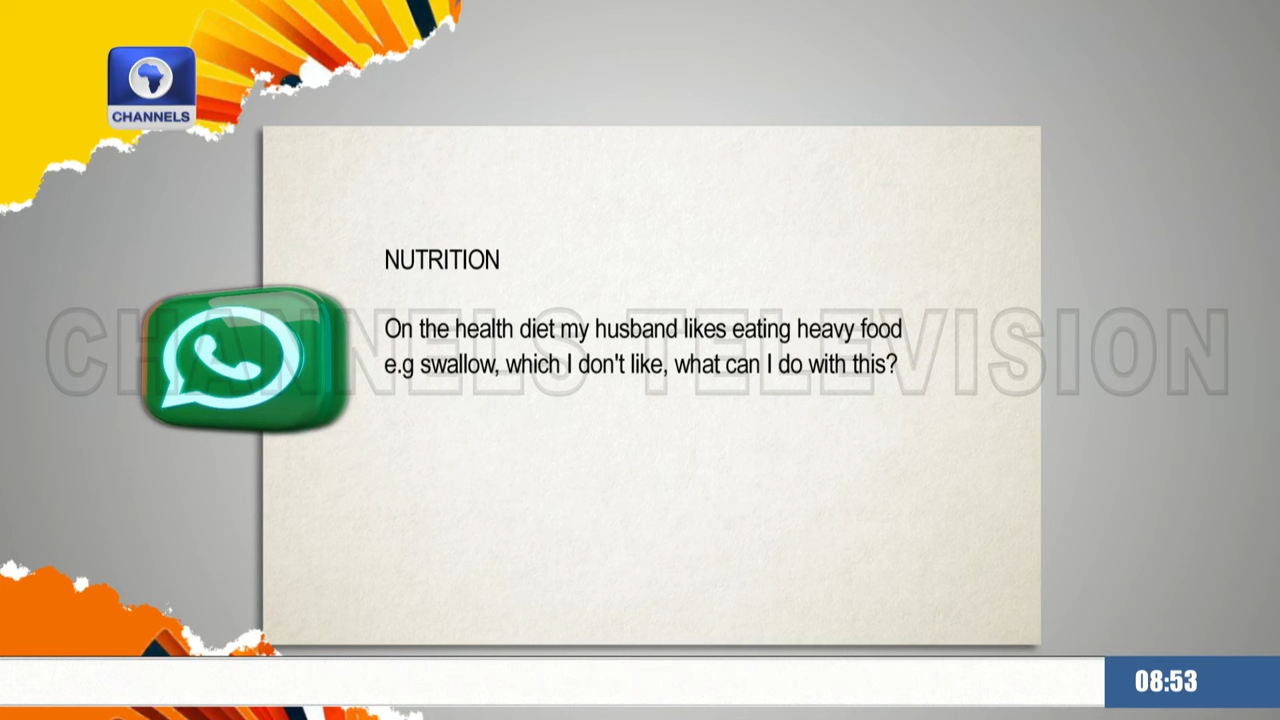 CHANNELS
NUTRITION
On the health diet my husband likes eating heavy food
e.g swallow, which I don't like, what can I do with this?
CHANNELS TELEVISION
08:53